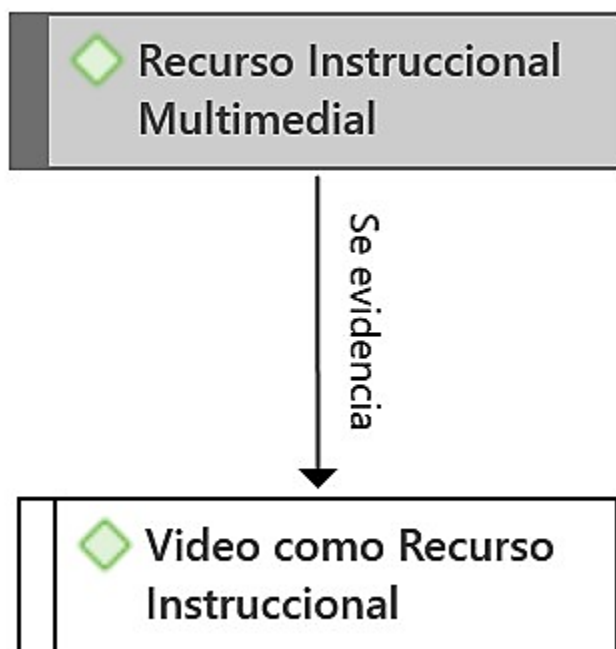 Recurso Instruccional
Multimedial
Se evidencia
Video como Recurso
Instruccional